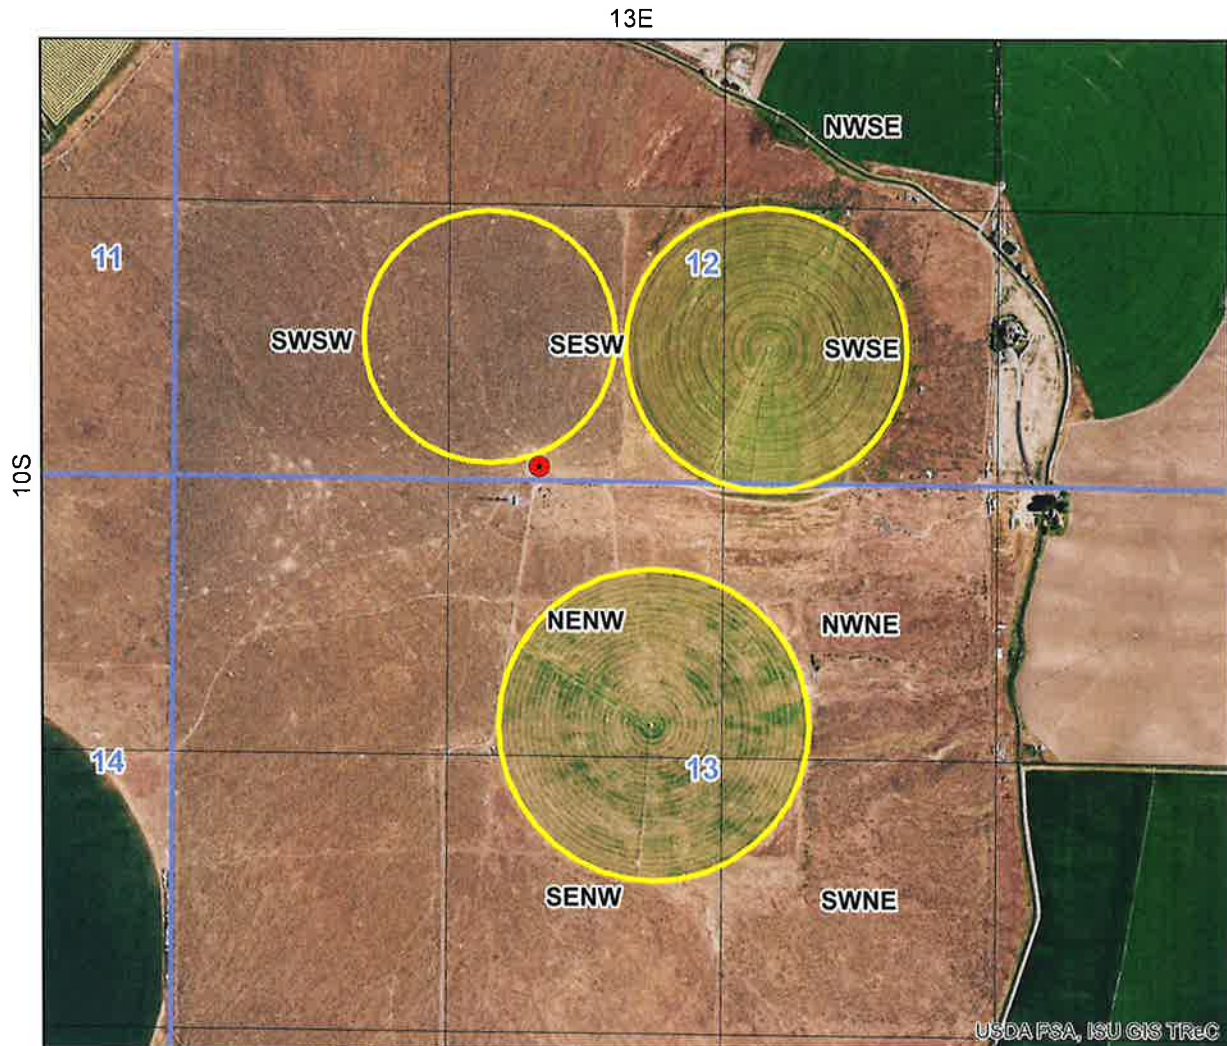 13E
NWSE
11
12
SWSW
SESW
SWSE
10S
NENW
NWNE
14
13
SENW
SWNE
USDA FSA, ISU GIS TReC